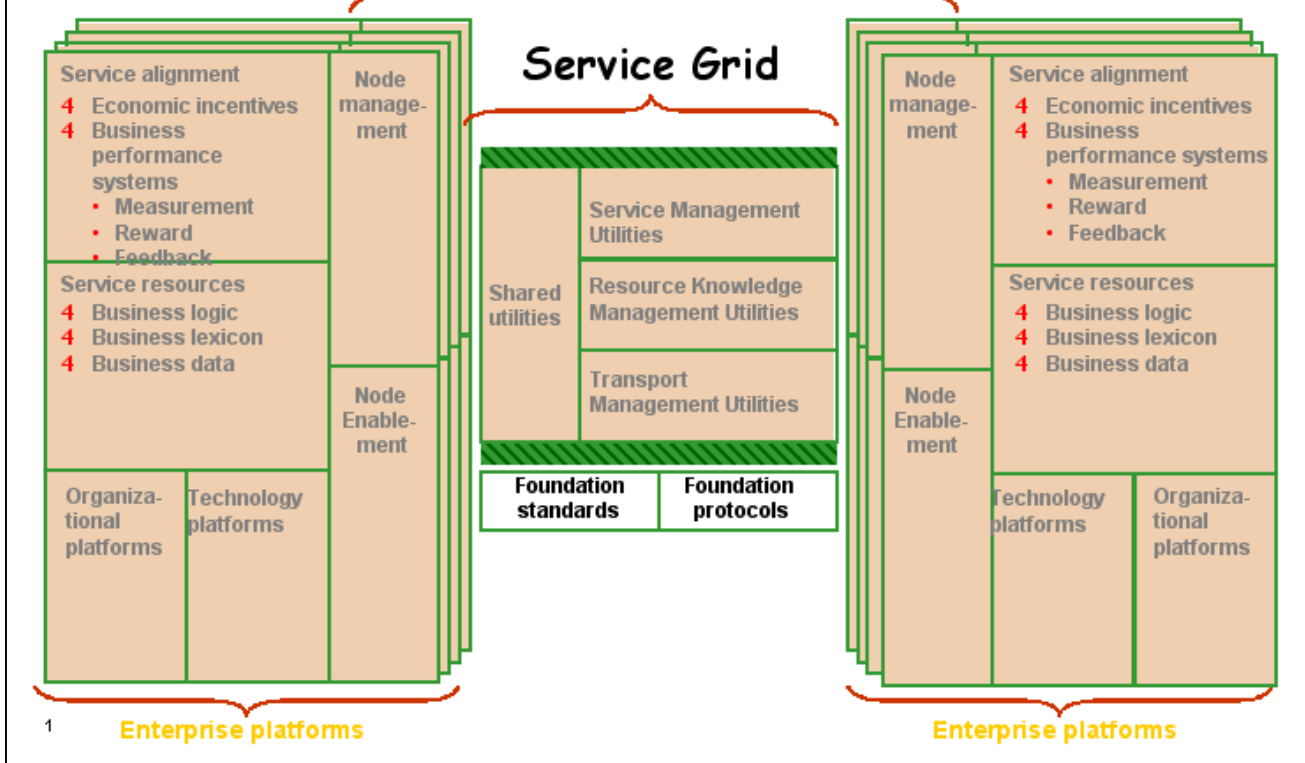 Service Grid
Service alignment
4 Economic incentives
4 Business
performance
systems
• Measurement
• Reward
• Feedback
Node
manage-
ment
Service resources
4 Business logic
4 Business lexicon
4 Business data
Node
Enable-
ment
Organiza-
tional
platforms
Technology
platforms
Enterprise platforms
Shared
utilities
Service Management
Utilities
Resource Knowledge
Management Utilities
Transport
Management Utilities
Foundation
standards
Foundation
protocols
Node
manage-
ment
Service alignment
4 Economic incentives
4 Business
performance systems
• Measurement
• Reward
• Feedback
Node
Enable-
ment
Service resources
4 Business logic
4 Business lexicon
4 Business data
Technology
platforms
Organiza-
tional
platforms
Enterprise platforms
1